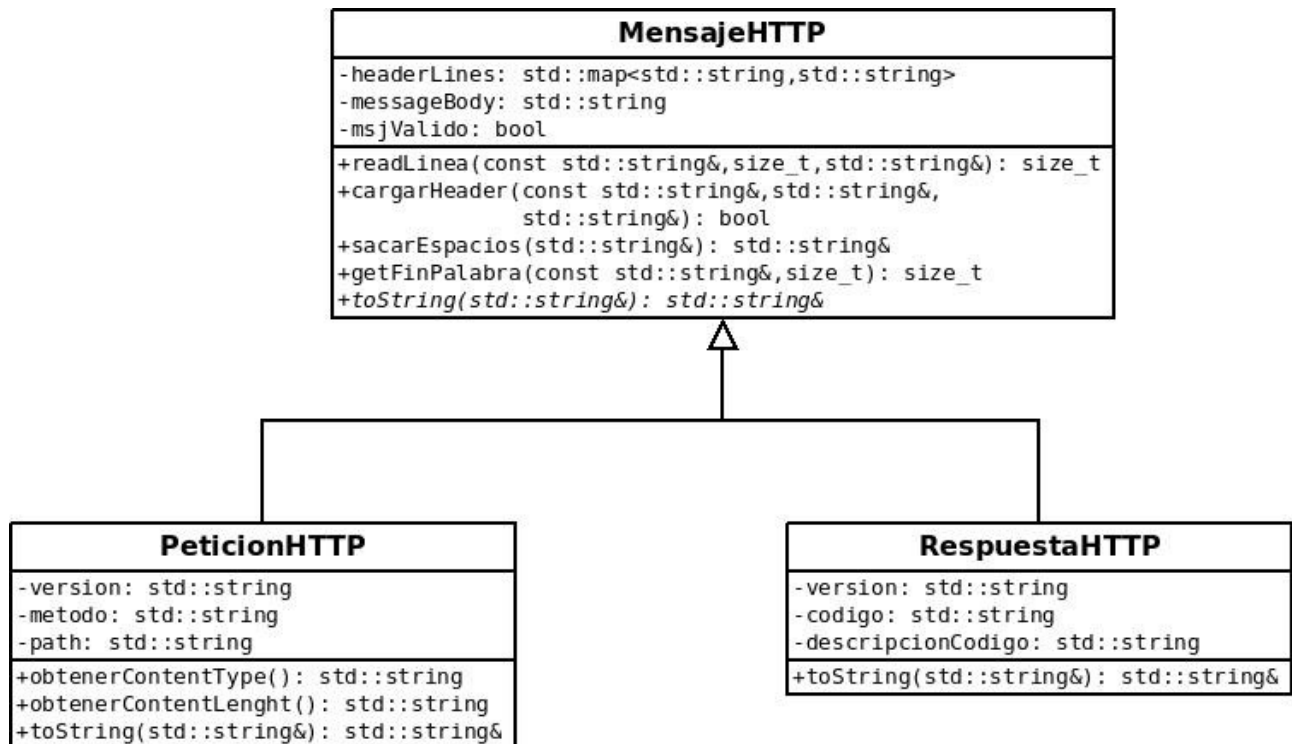 MensajeHTTP
-headerLines: std::map<std::string,std::string>
-messageBody: std::string
-msjValido: bool
+readLinea(const std::string&,size_t,std::string&): size_t
+cargarHeader(const std::string&,std::string&,
std::string&): bool
+sacarEspacios(std::string&): std::string&
+getFinPalabra(const std::string&,size_t): size_t
+toString(std::string&): std::string&
PeticionHTTP
-version: std::string
-metodo: std::string
-path: std::string
+obtenerContentType(): std::string
+obtenerContentLenght(): std::string
+toString(std::string&): std::string&
RespuestaHTTP
-version: std::string
-codigo: std::string
-descripcionCodigo: std::string
+toString(std::string&): std::string&